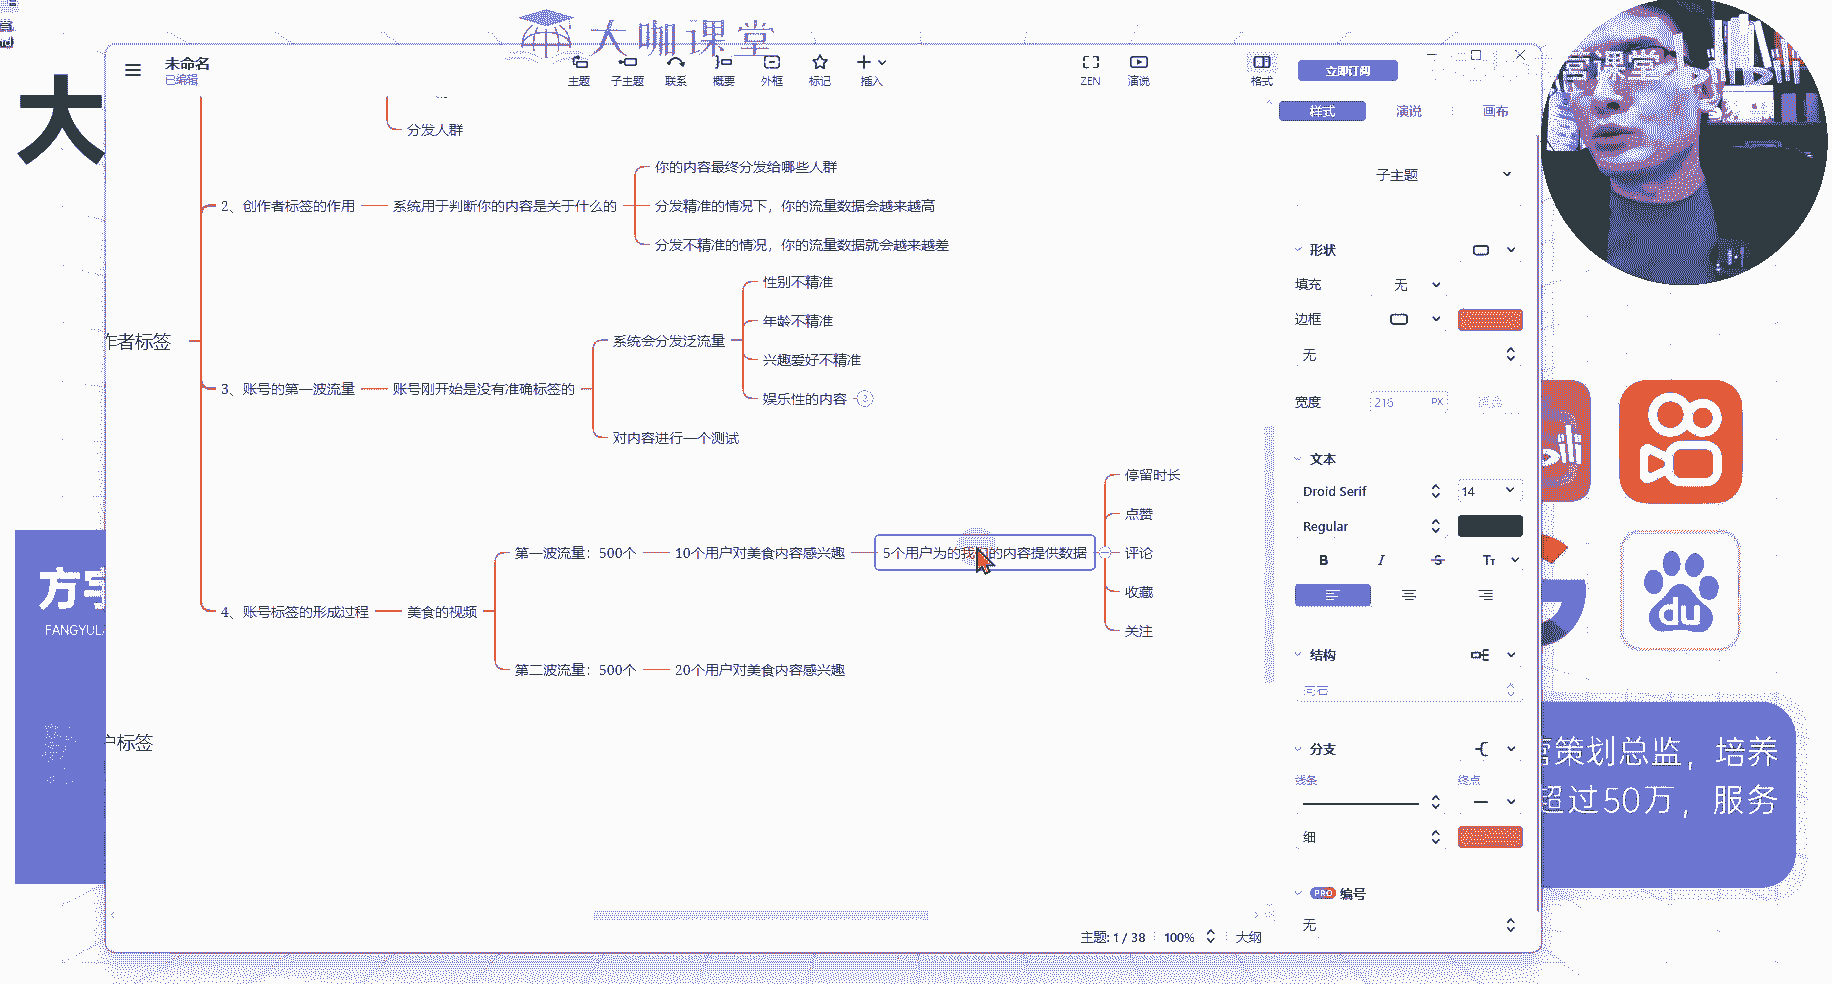 大咖课堂
大
未命名
已编辑
主题
子主题
联系
概要
外框
标记
插入
ZEN
演说
格式
立即订阅
样式
演说
画布
课堂
分发人群
你的内容最终分发给哪些人群
2、创作者标签的作用
系统用于判断你的内容是关于什么的
分发精准的情况下，你的流量数据会越来越高
分发不精准的情况，你的流量数据就会越来越差
性别不精准
年龄不精准
作者标签
系统会分发泛流量
兴趣爱好不精准
3、账号的第一波流量
账号刚开始是没有准确标签的
娱乐性的内容
对内容进行一个测试
停留时长
点赞
第一波流量：500个
10个用户对美食内容感兴趣
5个用户为的我们的内容提供数据
评论
收藏
4、账号标签的形成过程
美食的视频
关注
第二波流量：500个
20个用户对美食内容感兴趣
户标签
子主题
形状
填充
无
边框
无
宽度
216
PX
文本
Droid Serif
14
Regular
B
I
S
Tт
结构
分支
线条
终点
细
PRO
编号
无
主题: 1 / 38
100%
大纲
方宇
FANGYU
du
营策划总监，培养
超过50万，服务